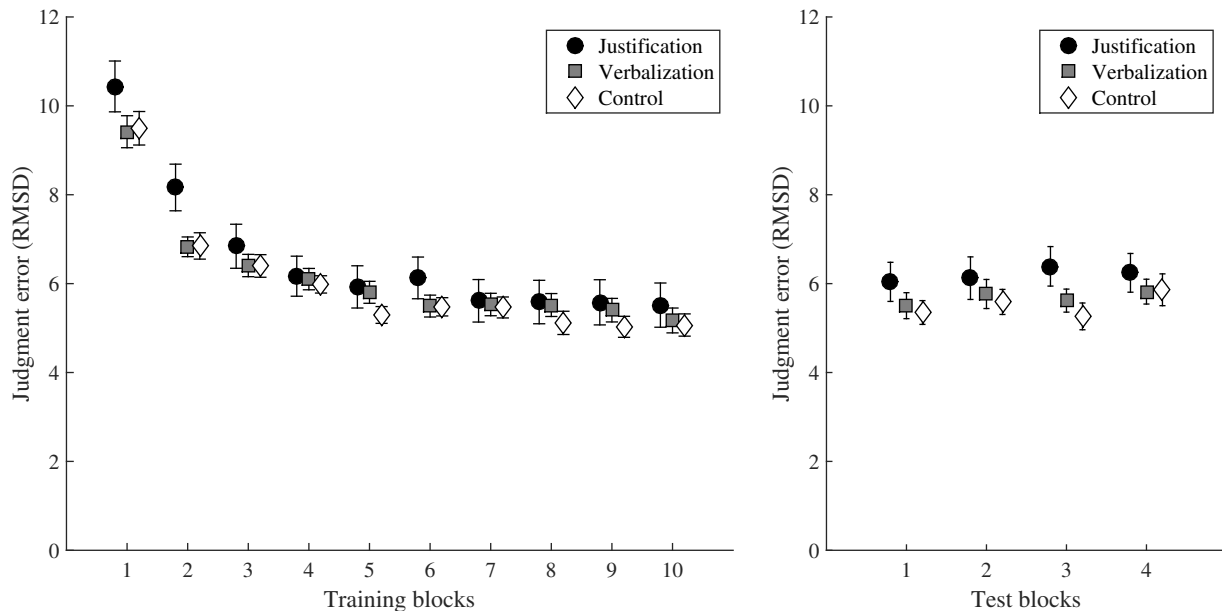 12
10
8
6
4
2
0
Judgment error (RMSD)
Justification
Verbalization
Control
1 2 3 4 5 6 7 8 9 10
Training blocks
12
10
8
6
4
2
0
Judgment error (RMSD)
Justification
Verbalization
Control
1 2 3 4
Test blocks